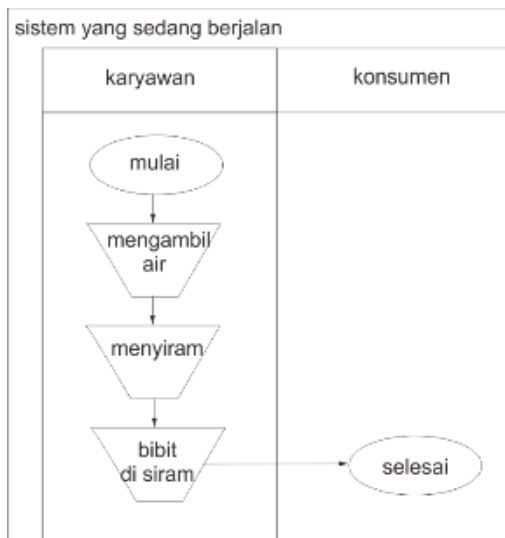 sistem yang sedang berjalan
karyawan
konsumen
mulai
mengambil
air
menyiram
bibit
di siram
selesai